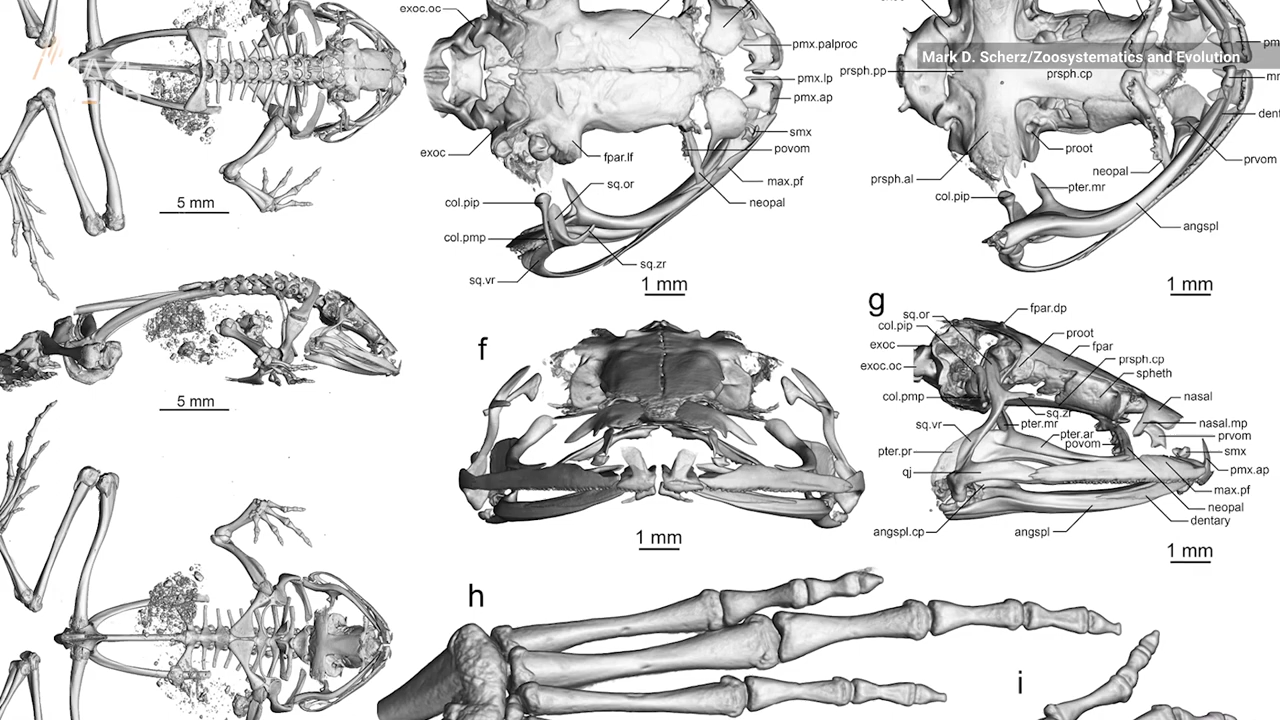 5 mm
5 mm
exoc.oc
pmx.palproc
pmx.lp
pmx.ap
smx
povom
max.pf
neopal
exoc
fpar.lf
sq.or
col.pip
col.pmp
sq.zr
sq.vr
1 mm
Mark D. Scherz/Zoosystematics and Evolution
prsph.pp
prsph.cp
proot
prvom
neopal
prsph.al
pter.mr
col.pip
angspl
1 mm
f
1 mm
g
sq.or
fpar.dp
col.pip
proot
exoc
fpar
prsph.cp
exoc.oc
spheth
col.pmp
nasal
sq.zr
sq.vr
pter.mr
nasal.mp
pter.ar
prvom
povom
pter.pr
smx
qj
pmx.ap
max.pf
neopal
dentary
angspl.cp
angspl
1 mm
h
i